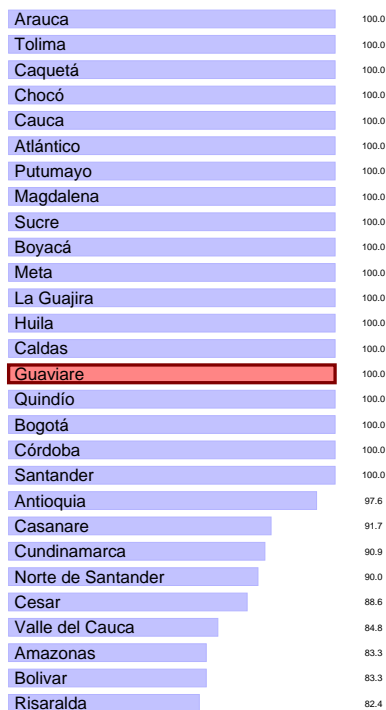 Arauca 100.0
Tolima 100.0
Caquetá 100.0
Chocó 100.0
Cauca 100.0
Atlántico 100.0
Putumayo 100.0
Magdalena 100.0
Sucre 100.0
Boyacá 100.0
Meta 100.0
La Guajira 100.0
Huila 100.0
Caldas 100.0
Guaviare 100.0
Quindío 100.0
Bogotá 100.0
Córdoba 100.0
Santander 100.0
Antioquia 97.6
Casanare 91.7
Cundinamarca 90.9
Norte de Santander 90.0
Cesar 88.6
Valle del Cauca 84.8
Amazonas 83.3
Bolivar 83.3
Risaralda 82.4